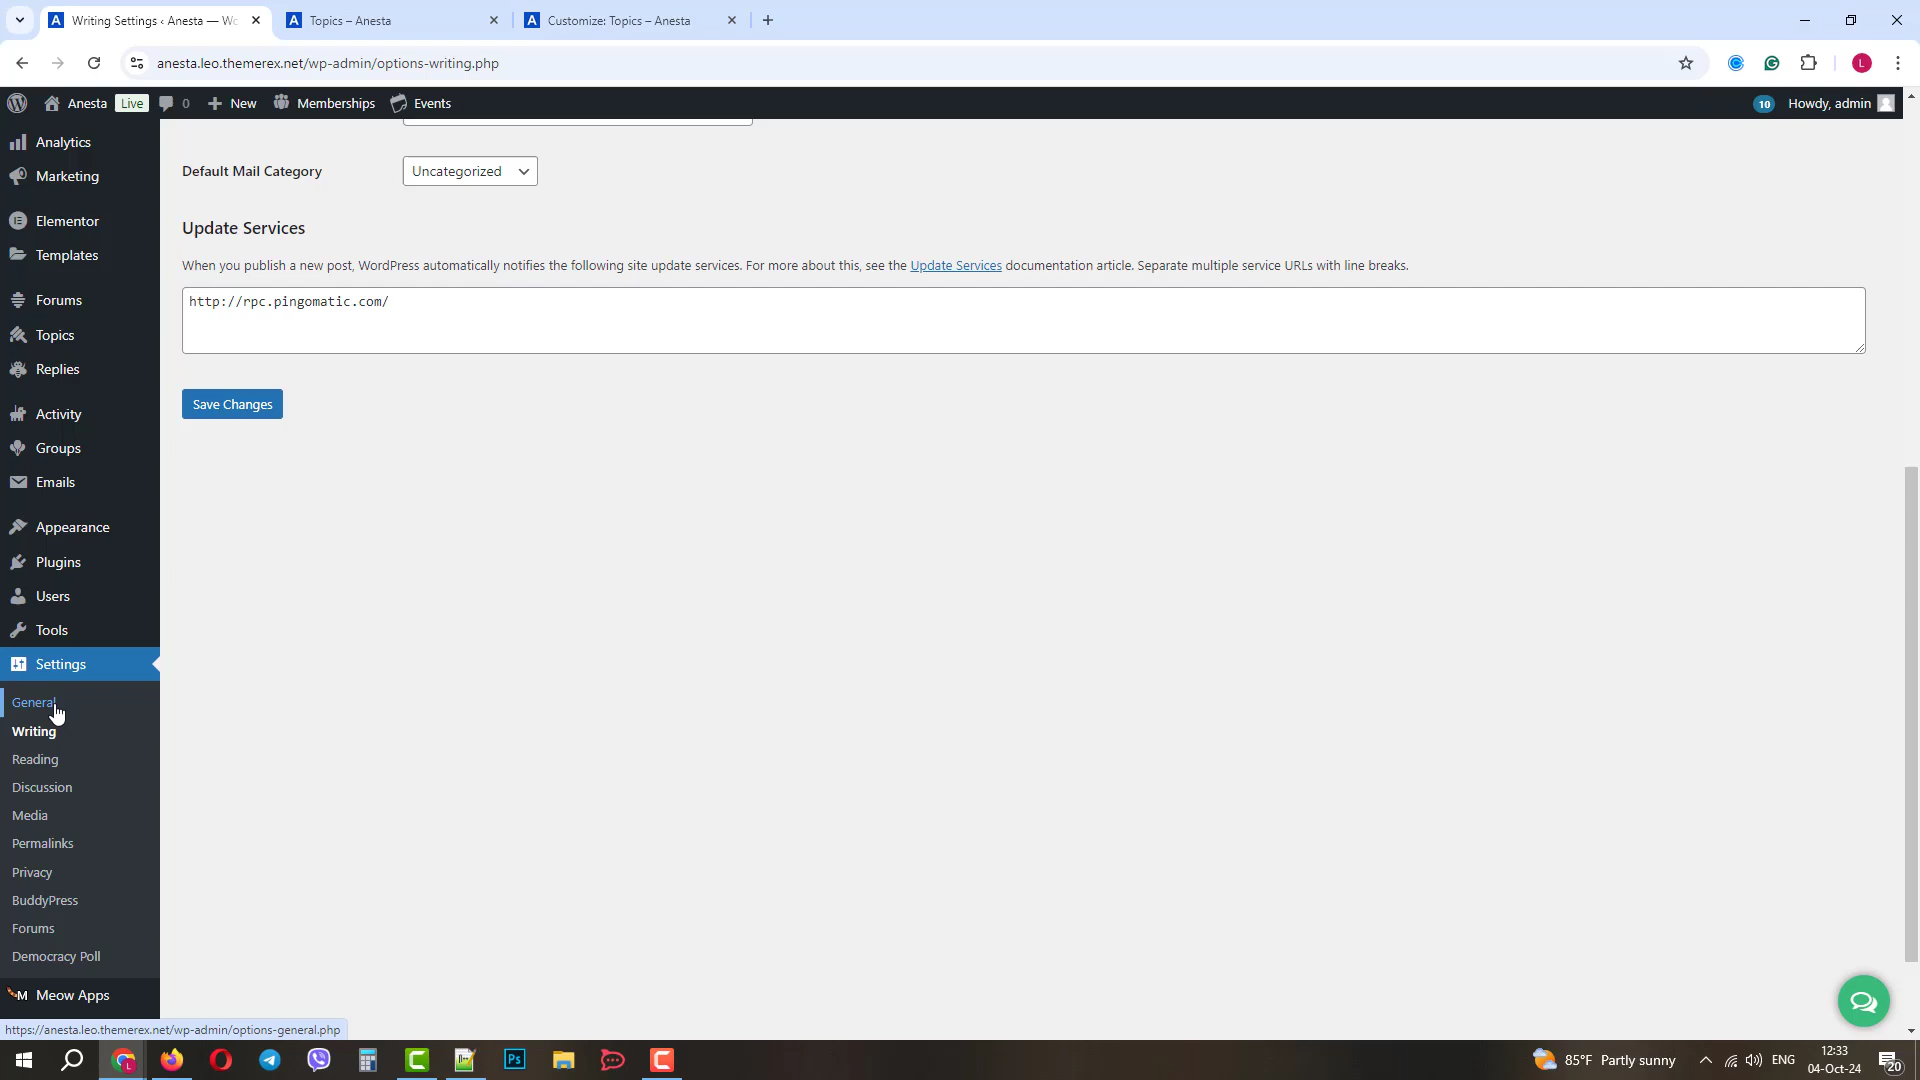 Writing Settings ‹ Anesta — Wo
Topics – Anesta
Customize: Topics – Anesta
anesta.leo.themerex.net/wp-admin/options-writing.php
L
Anesta Live 0 New Memberships Events
10 Howdy, admin
Analytics
Marketing
Elementor
Templates
Forums
Topics
Replies
Activity
Groups
Emails
Appearance
Plugins
Users
Tools
Settings
General
Writing
Reading
Discussion
Media
Permalinks
Privacy
BuddyPress
Forums
Democracy Poll
Meow Apps
Default Mail Category
Uncategorized
Update Services
When you publish a new post, WordPress automatically notifies the following site update services. For more about this, see the Update Services documentation article. Separate multiple service URLs with line breaks.
http://rpc.pingomatic.com/
Save Changes
https://anesta.leo.themerex.net/wp-admin/options-general.php
85°F Partly sunny
ENG
12:33
04-Oct-24
20